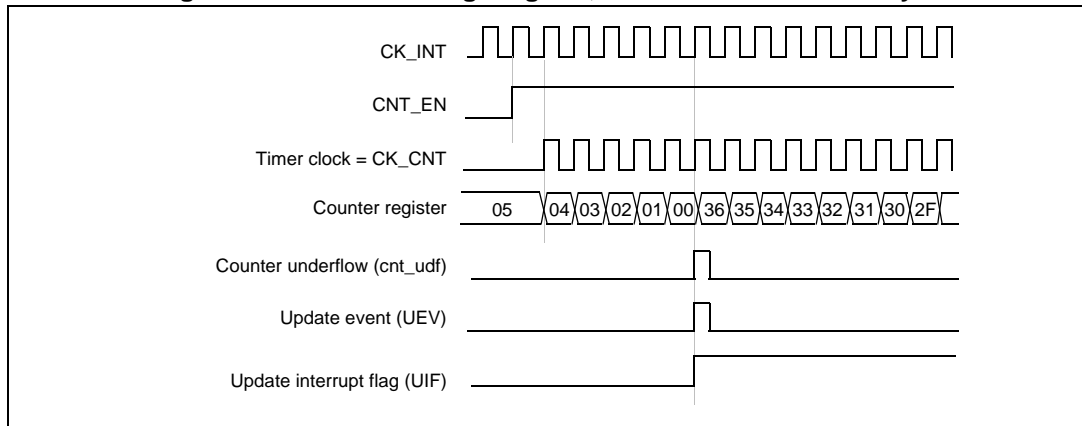 CK_INT
CNT_EN
Timer clock = CK_CNT
Counter register 05 04 03 02 01 00 36 35 34 33 32 31 30 2F
Counter underflow (cnt_udf)
Update event (UEV)
Update interrupt flag (UIF)